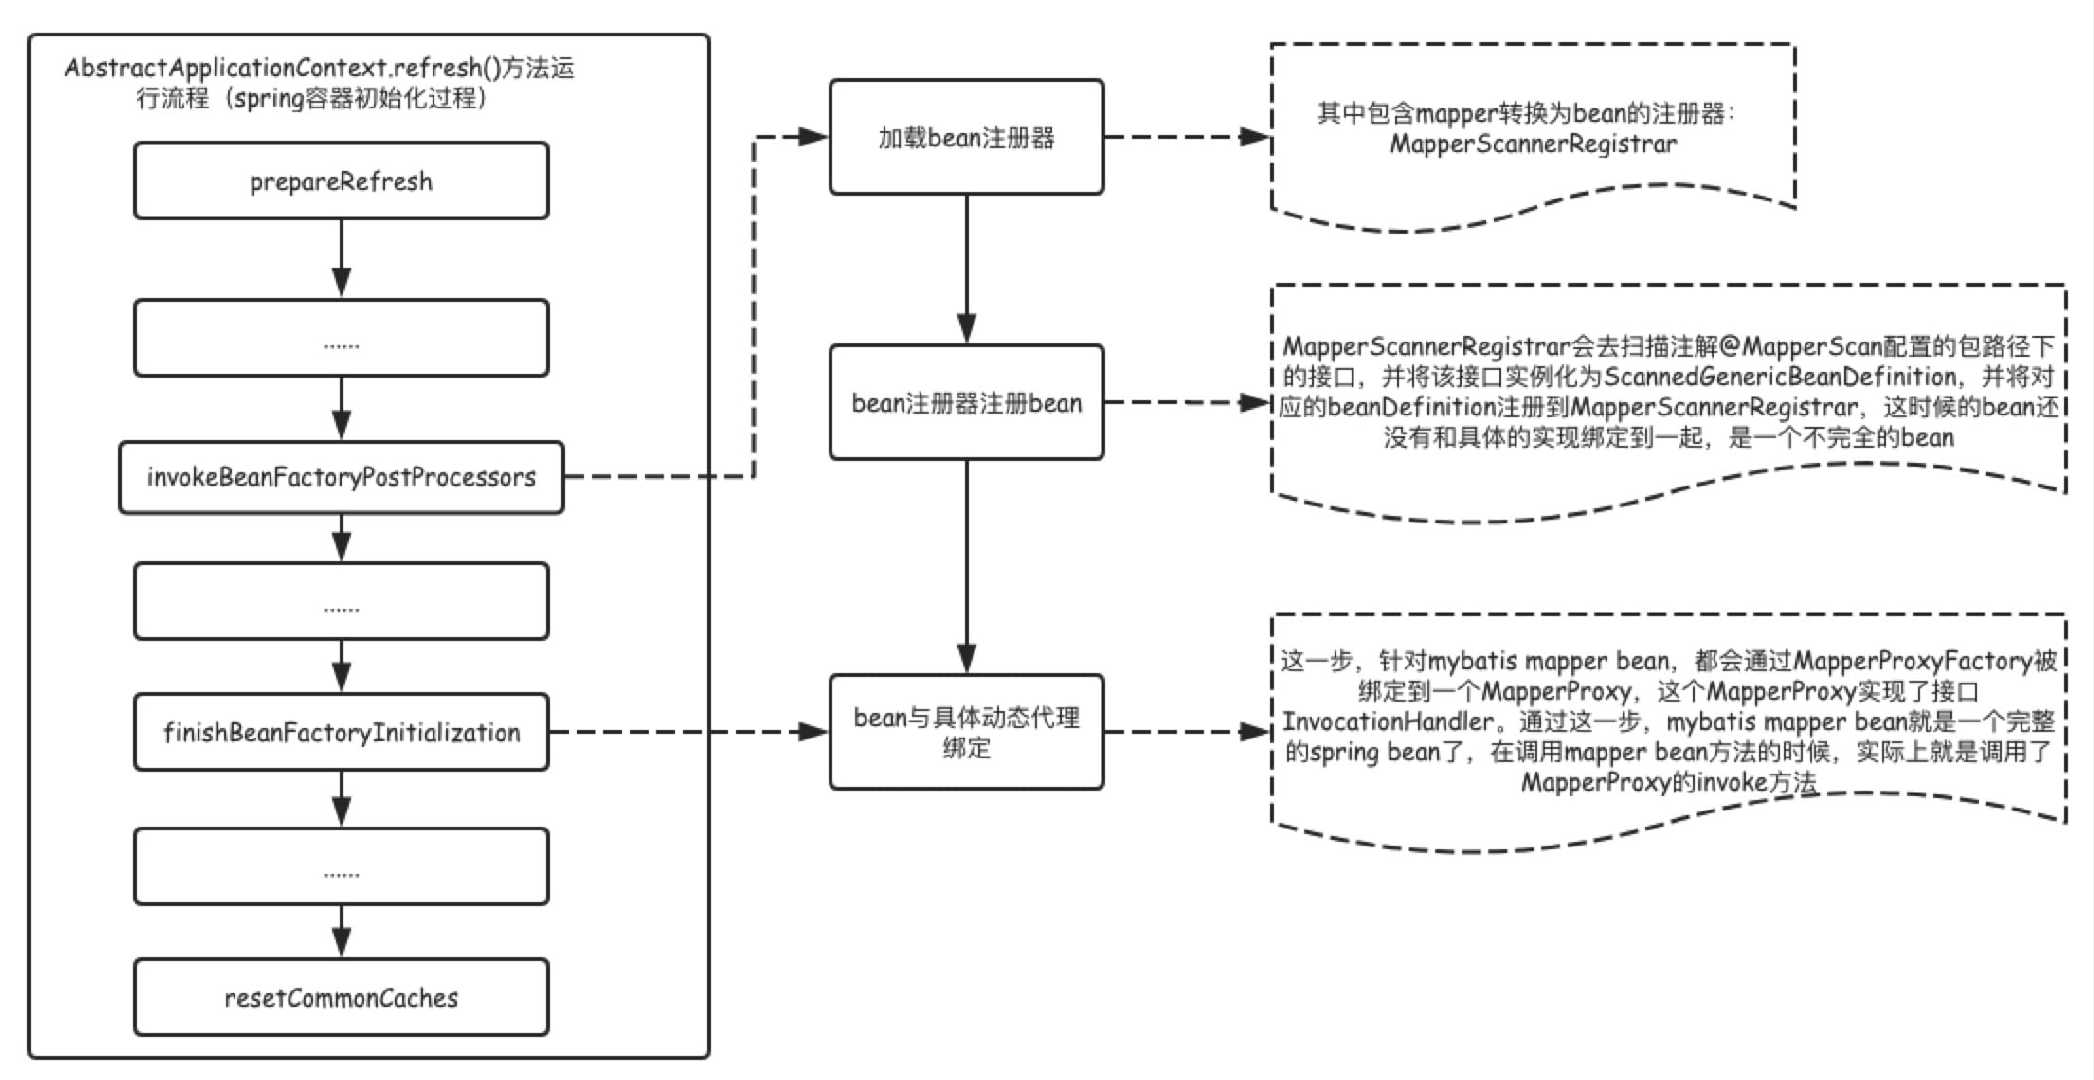 AbstractApplicationContext.refresh()方法运
行流程（spring容器初始化过程）
prepareRefresh
……
invokeBeanFactoryPostProcessors
……
finishBeanFactoryInitialization
……
resetCommonCaches
加载bean注册器
bean注册器注册bean
bean与具体动态代理
绑定
其中包含mapper转换为bean的注册器：
MapperScannerRegistrar
MapperScannerRegistrar会去扫描注解@MapperScan配置的包路径下
的接口，并将该接口实例化为ScannedGenericBeanDefinition，并将对
应的beanDefinition注册到MapperScannerRegistrar，这时候的bean还
没有和具体的实现绑定到一起，是一个不完全的bean
这一步，针对mybatis mapper bean，都会通过MapperProxyFactory被
绑定到一个MapperProxy，这个MapperProxy实现了接口
InvocationHandler。通过这一步，mybatis mapper bean就是一个完整
的spring bean了，在调用mapper bean方法的时候，实际上就是调用了
MapperProxy的invoke方法